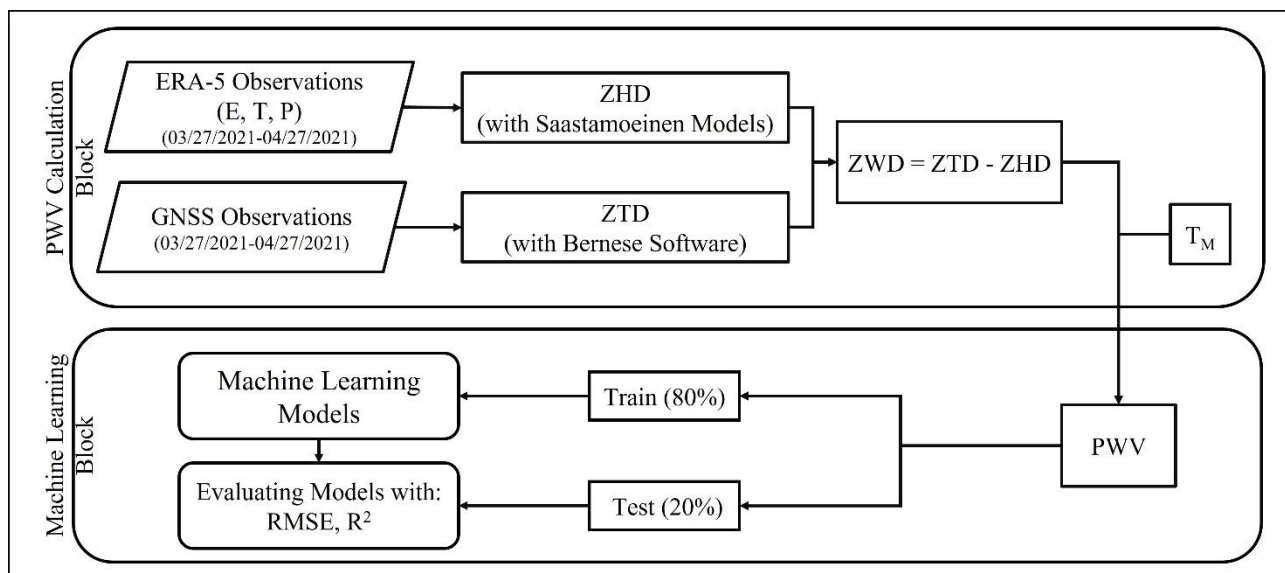 PWV Calculation
Block
ERA-5 Observations
(E, T, P)
(03/27/2021-04/27/2021)
ZHD
(with Saastamoeinen Models)
GNSS Observations
(03/27/2021-04/27/2021)
ZTD
(with Bernese Software)
ZWD = ZTD - ZHD
T_M
Machine Learning
Block
Machine Learning
Models
Train (80%)
PWV
Evaluating Models with:
RMSE, R²
Test (20%)